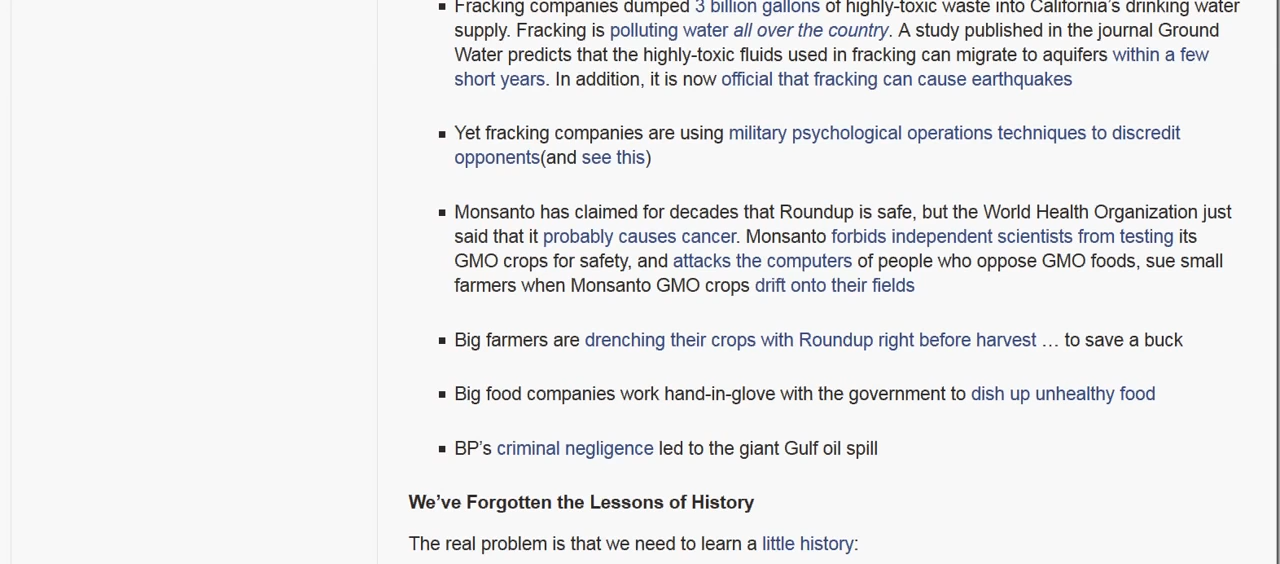 ▪ Fracking companies dumped 3 billion gallons of highly-toxic waste into California's drinking water
supply. Fracking is polluting water all over the country. A study published in the journal Ground
Water predicts that the highly-toxic fluids used in fracking can migrate to aquifers within a few
short years. In addition, it is now official that fracking can cause earthquakes
▪ Yet fracking companies are using military psychological operations techniques to discredit
opponents(and see this)
▪ Monsanto has claimed for decades that Roundup is safe, but the World Health Organization just
said that it probably causes cancer. Monsanto forbids independent scientists from testing its
GMO crops for safety, and attacks the computers of people who oppose GMO foods, sue small
farmers when Monsanto GMO crops drift onto their fields
▪ Big farmers are drenching their crops with Roundup right before harvest … to save a buck
▪ Big food companies work hand-in-glove with the government to dish up unhealthy food
▪ BP's criminal negligence led to the giant Gulf oil spill
We've Forgotten the Lessons of History
The real problem is that we need to learn a little history: